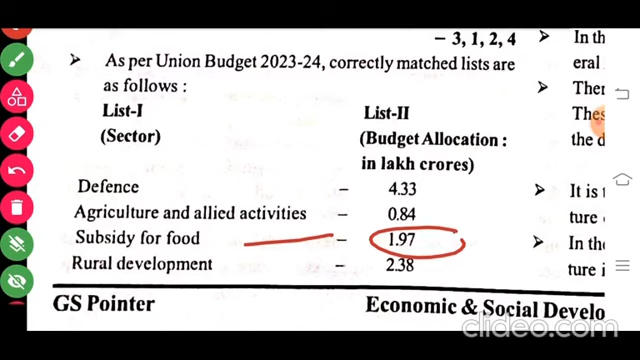 – 3, 1, 2, 4
As per Union Budget 2023-24, correctly matched lists are
as follows :
List-I List-II
(Sector) (Budget Allocation :
in lakh crores)
Defence – 4.33
Agriculture and allied activities – 0.84
Subsidy for food – 1.97
Rural development – 2.38
GS Pointer Economic & Social Develo
In th
eral
Ther
Thes
the d
It is t
ture
In the
ture i
clideo.com